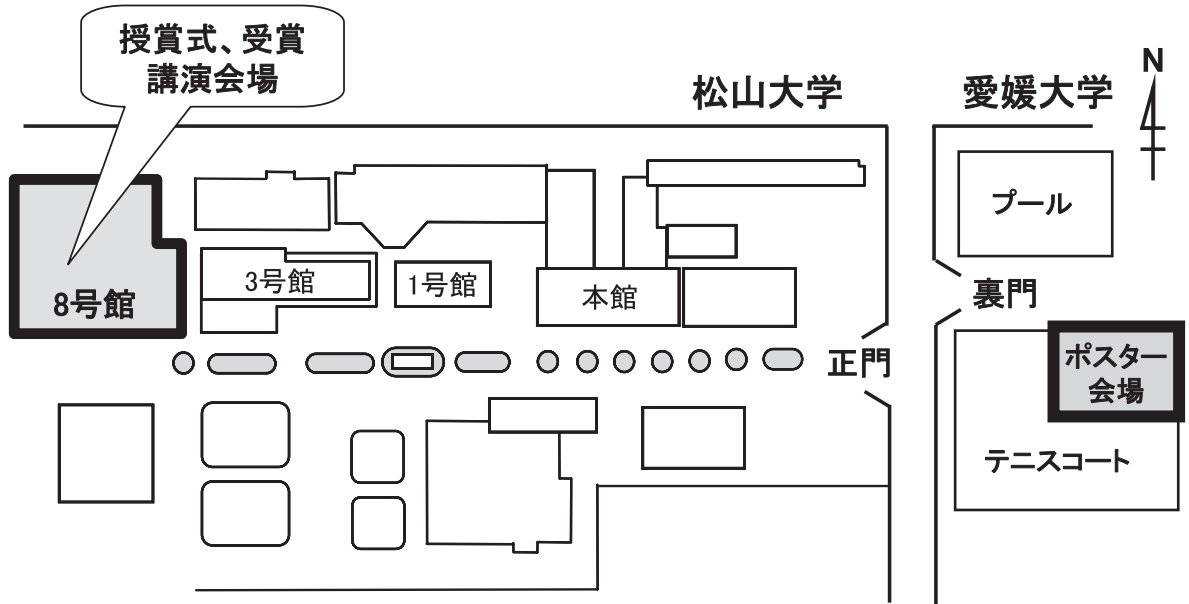 授賞式、受賞
講演会場
松山大学
愛媛大学
N
プール
3号館
1号館
本館
8号館
裏門
正門
ポスター
会場
テニスコート